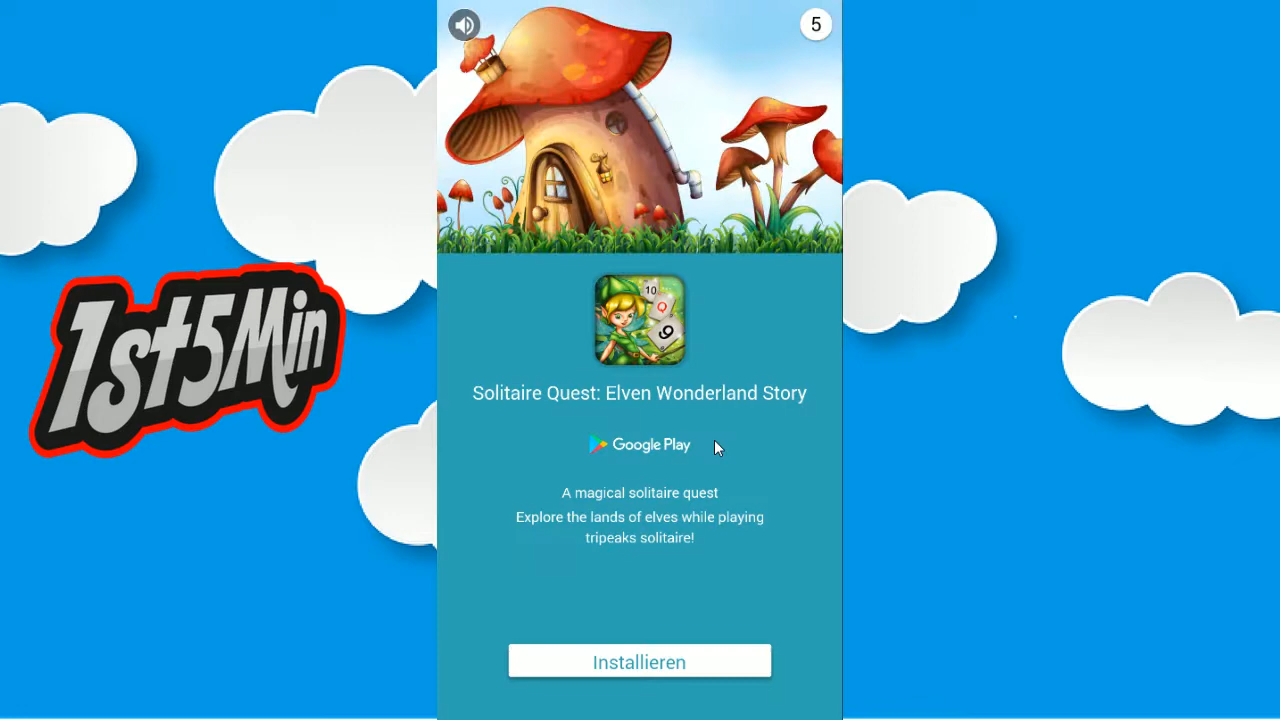 5
1st5Min
10
Q
9
Solitaire Quest: Elven Wonderland Story
Google Play
A magical solitaire quest
Explore the lands of elves while playing
tripeaks solitaire!
Installieren